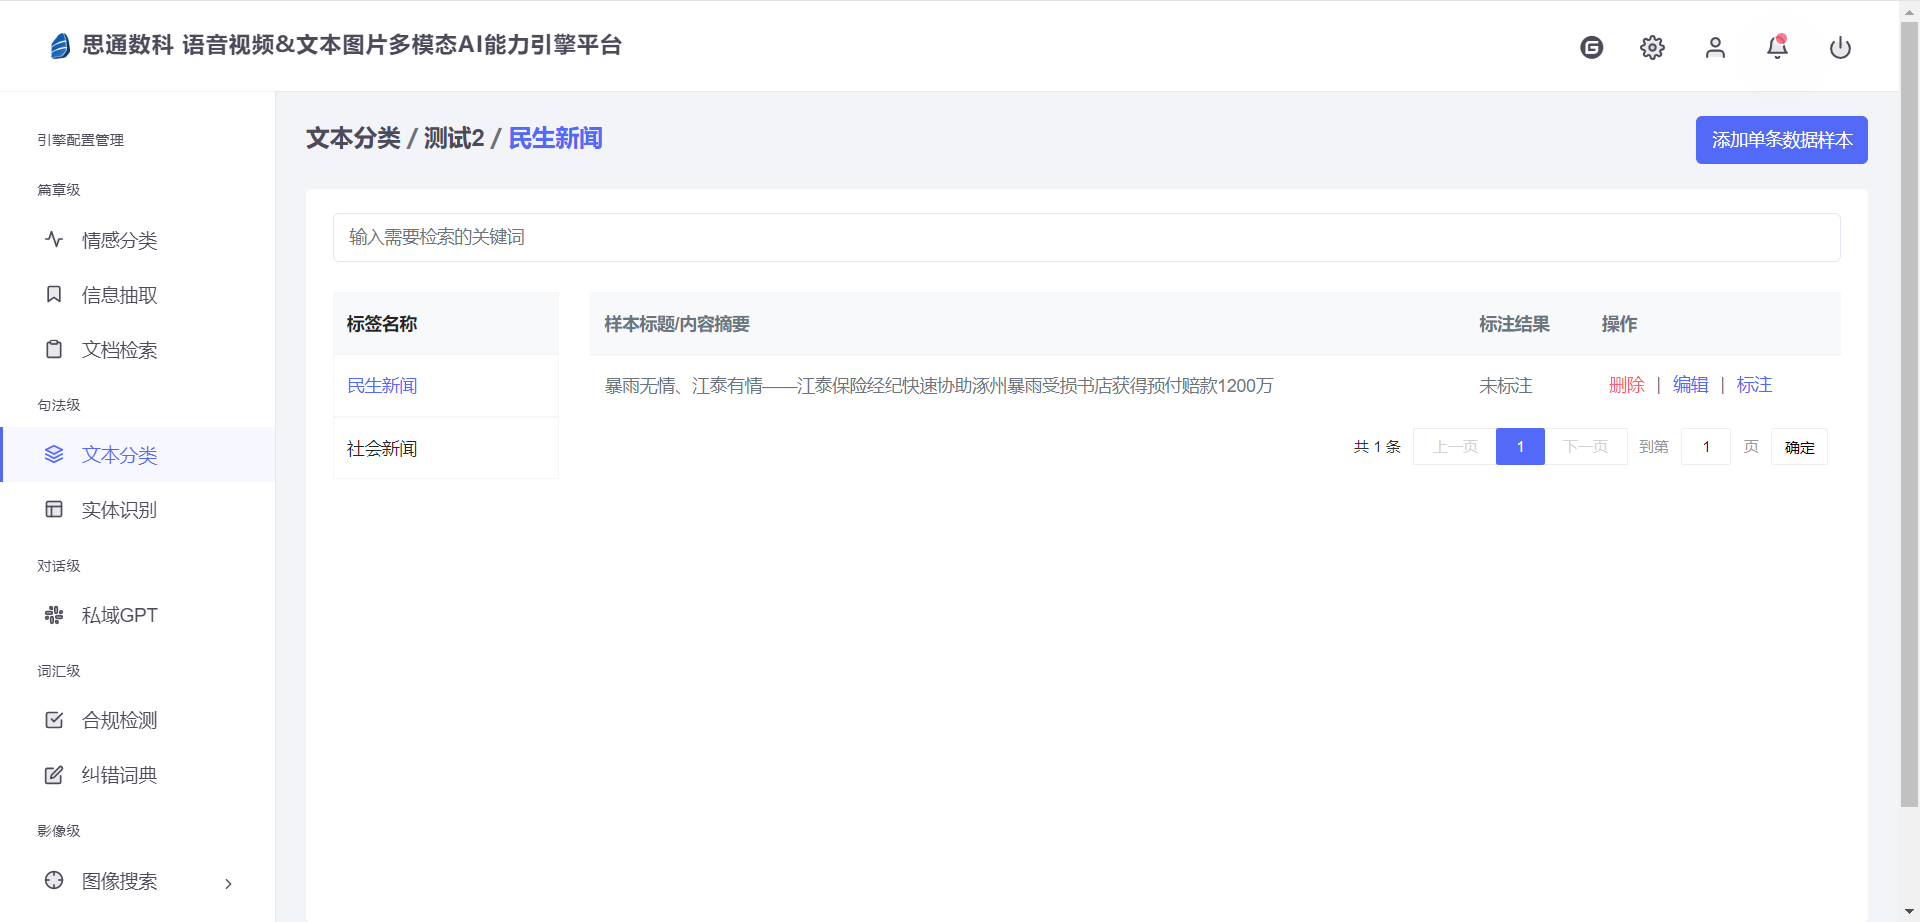 思通数科 语音视频&文本图片多模态AI能力引擎平台
引擎配置管理
篇章级
情感分类
信息抽取
文档检索
句法级
文本分类
实体识别
对话级
私域GPT
词汇级
合规检测
纠错词典
影像级
图像搜索
文本分类 / 测试2 / 民生新闻
添加单条数据样本
输入需要检索的关键词
标签名称
民生新闻
社会新闻
样本标题/内容摘要 标注结果 操作
暴雨无情、江泰有情——江泰保险经纪快速协助涿州暴雨受损书店获得预付赔款1200万 未标注 删除 | 编辑 | 标注
共 1 条 上一页 1 下一页 到第 1 页 确定